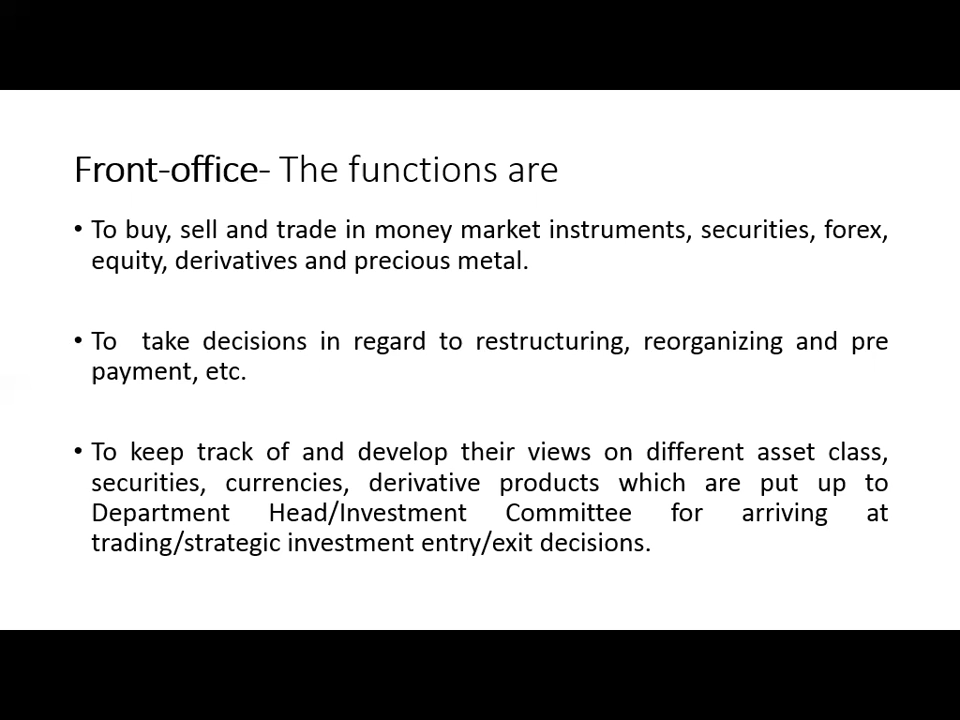 Front-office- The functions are
• To buy, sell and trade in money market instruments, securities, forex,
equity, derivatives and precious metal.
• To  take decisions in regard to restructuring, reorganizing and pre
payment, etc.
• To keep track of and develop their views on different asset class,
securities, currencies, derivative products which are put up to
Department Head/Investment Committee for arriving at
trading/strategic investment entry/exit decisions.